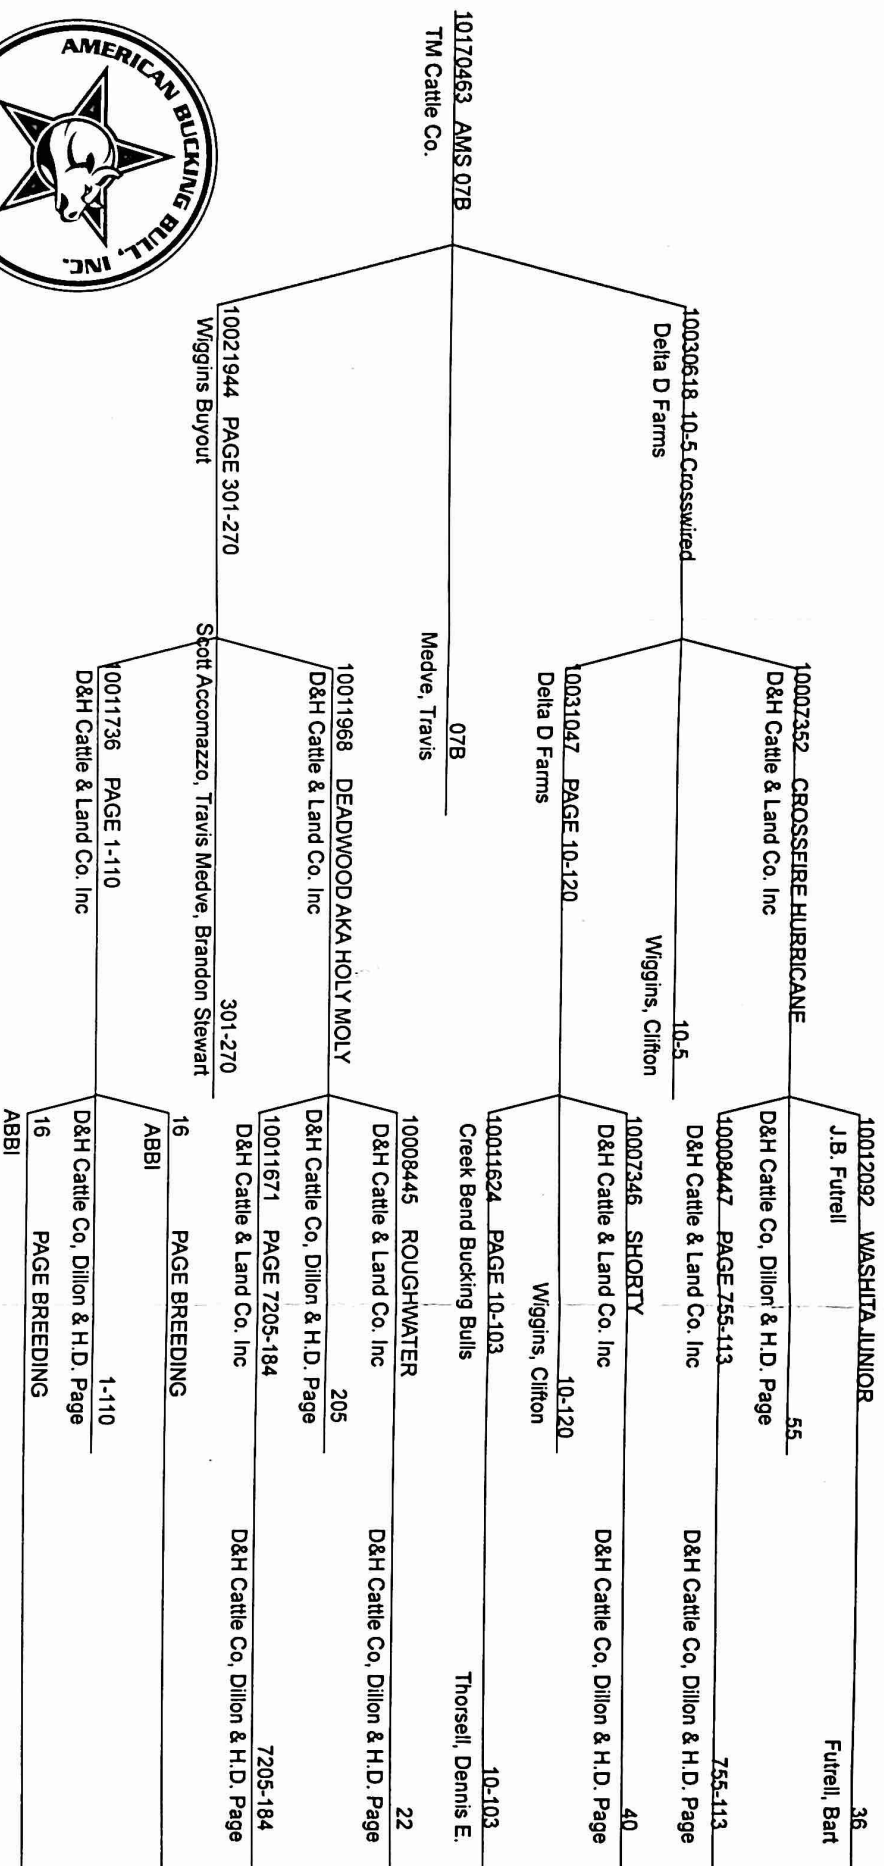 AMERICAN BUCKING BULL, INC.
10170463 AMS 07B
TM Cattle Co.
07B
Medve, Travis
10030618 10-5 Crosswired
Delta D Farms
10-5
Wiggins, Clifton
10021944 PAGE 301-270
Wiggins Buyout
301-270
Scott Accomazzo, Travis Medve, Brandon Stewart
10007352 CROSSFIRE HURRICANE
D&H Cattle & Land Co. Inc
55
D&H Cattle Co, Dillon & H.D. Page
10031047 PAGE 10-120
Delta D Farms
10-120
Wiggins, Clifton
10011968 DEADWOOD AKA HOLY MOLY
D&H Cattle & Land Co. Inc
205
D&H Cattle Co, Dillon & H.D. Page
10011736 PAGE 1-110
D&H Cattle & Land Co. Inc
1-110
D&H Cattle Co, Dillon & H.D. Page
10012092 WASHITA JUNIOR
J.B. Futrell
36
Futrell, Bart
10008447 PAGE 755-113
D&H Cattle & Land Co. Inc
755-113
D&H Cattle Co, Dillon & H.D. Page
10007346 SHORTY
D&H Cattle & Land Co. Inc
40
D&H Cattle Co, Dillon & H.D. Page
10011624 PAGE 10-103
Creek Bend Bucking Bulls
10-103
Thorsell, Dennis E.
10008445 ROUGHWATER
D&H Cattle & Land Co. Inc
22
D&H Cattle Co, Dillon & H.D. Page
10011671 PAGE 7205-184
D&H Cattle & Land Co. Inc
7205-184
D&H Cattle Co, Dillon & H.D. Page
16 PAGE BREEDING
ABBI
16 PAGE BREEDING
ABBI